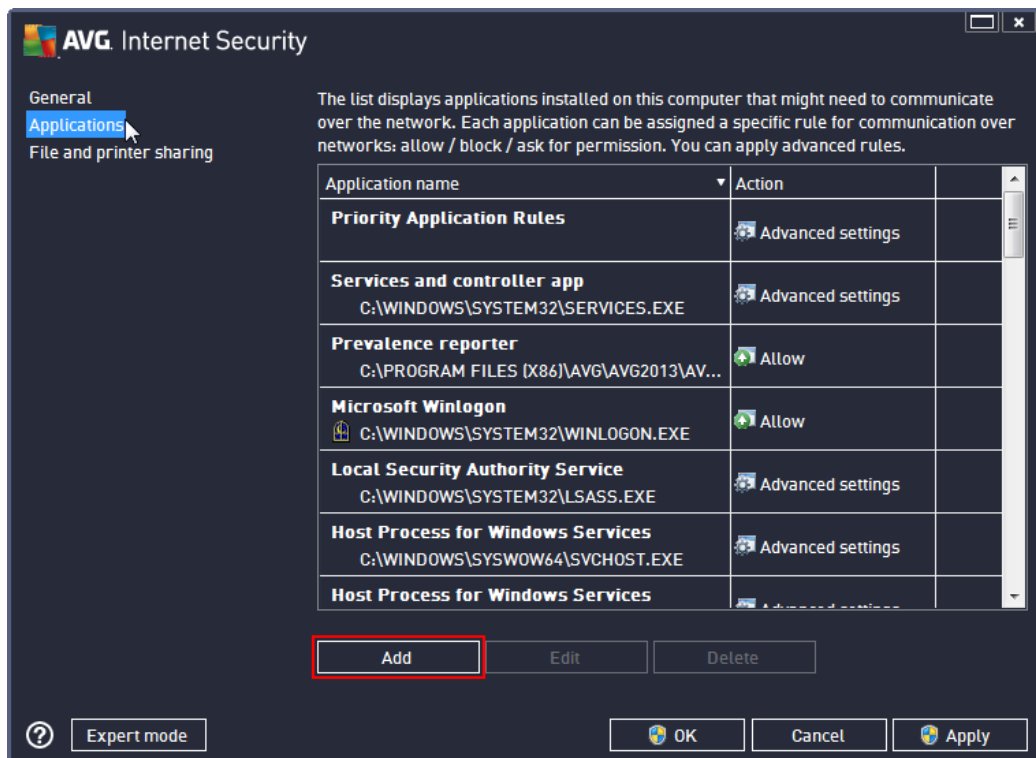 AVG. Internet Security
General
Applications
File and printer sharing
The list displays applications installed on this computer that might need to communicate
over the network. Each application can be assigned a specific rule for communication over
networks: allow / block / ask for permission. You can apply advanced rules.
Application name Action
Priority Application Rules
Advanced settings
Services and controller app
C:\WINDOWS\SYSTEM32\SERVICES.EXE
Advanced settings
Prevalence reporter
C:\PROGRAM FILES (X86)\AVG\AVG2013\AV...
Allow
Microsoft Winlogon
C:\WINDOWS\SYSTEM32\WINLOGON.EXE
Allow
Local Security Authority Service
C:\WINDOWS\SYSTEM32\LSASS.EXE
Advanced settings
Host Process for Windows Services
C:\WINDOWS\SYSWOW64\SVCHOST.EXE
Advanced settings
Host Process for Windows Services
Advanced settings
Add Edit Delete
? Expert mode OK Cancel Apply